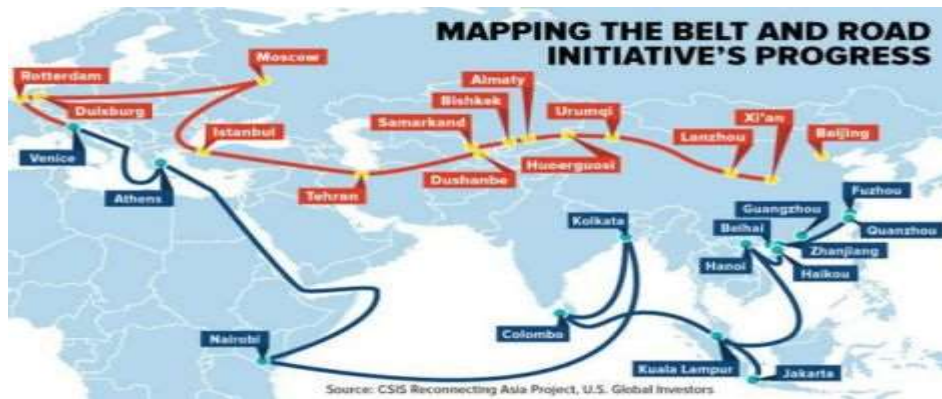 MAPPING THE BELT AND ROAD
INITIATIVE'S PROGRESS
Moscow
Rotterdam
Duisburg
Venice
Athens
Istanbul
Tehran
Samarkand
Dushanbe
Bishkek
Almaty
Huoerguosi
Urumqi
Lanzhou
Xi'an
Beijing
Fuzhou
Quanzhou
Guangzhou
Zhanjiang
Beihai
Haikou
Hanoi
Kolkata
Colombo
Kuala Lampur
Jakarta
Nairobi
Source: CSIS Reconnecting Asia Project, U.S. Global Investors